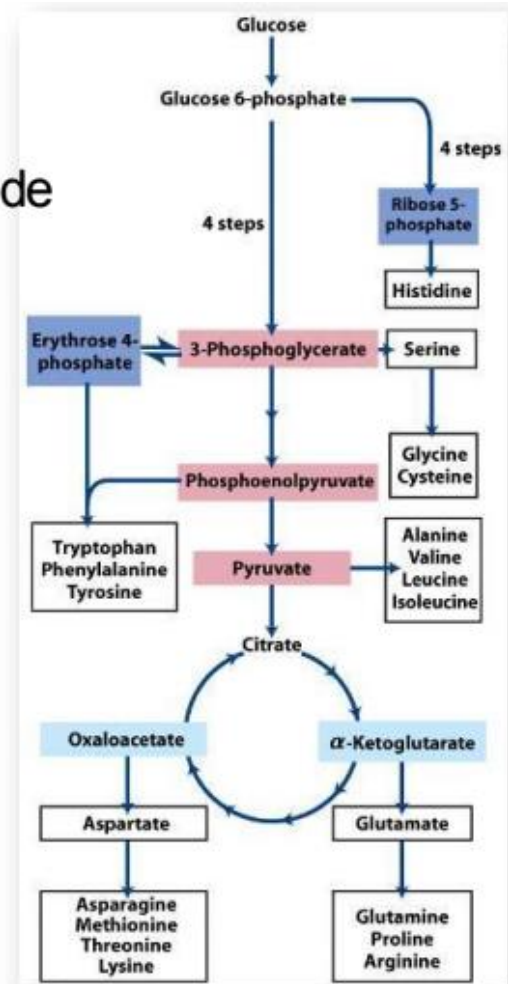 Glucose
Glucose 6-phosphate
4 steps
de
Ribose 5-
phosphate
4 steps
Histidine
Erythrose 4-
phosphate
3-Phosphoglycerate
Serine
Glycine
Cysteine
Phosphoenolpyruvate
Tryptophan
Phenylalanine
Tyrosine
Alanine
Valine
Leucine
Isoleucine
Pyruvate
Citrate
Oxaloacetate
α-Ketoglutarate
Aspartate
Glutamate
Asparagine
Methionine
Threonine
Lysine
Glutamine
Proline
Arginine